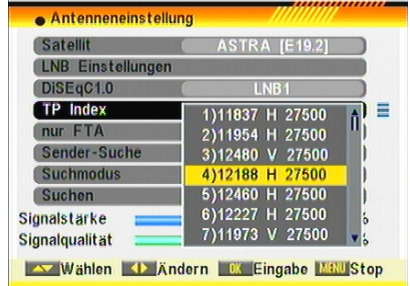 Antenneneinstellung
Satellit ASTRA [E19.2]
LNB Einstellungen
DiSEqC1.0 LNB1
TP Index
1)11837 H 27500
nur FTA
2)11954 H 27500
3)12480 V 27500
Sender-Suche
4)12188 H 27500
Suchmodus
5)12460 H 27500
Suchen
6)12227 H 27500
Signalstärke %
7)11973 V 27500
Signalqualität
Wählen Ändern OK Eingabe MENU Stop